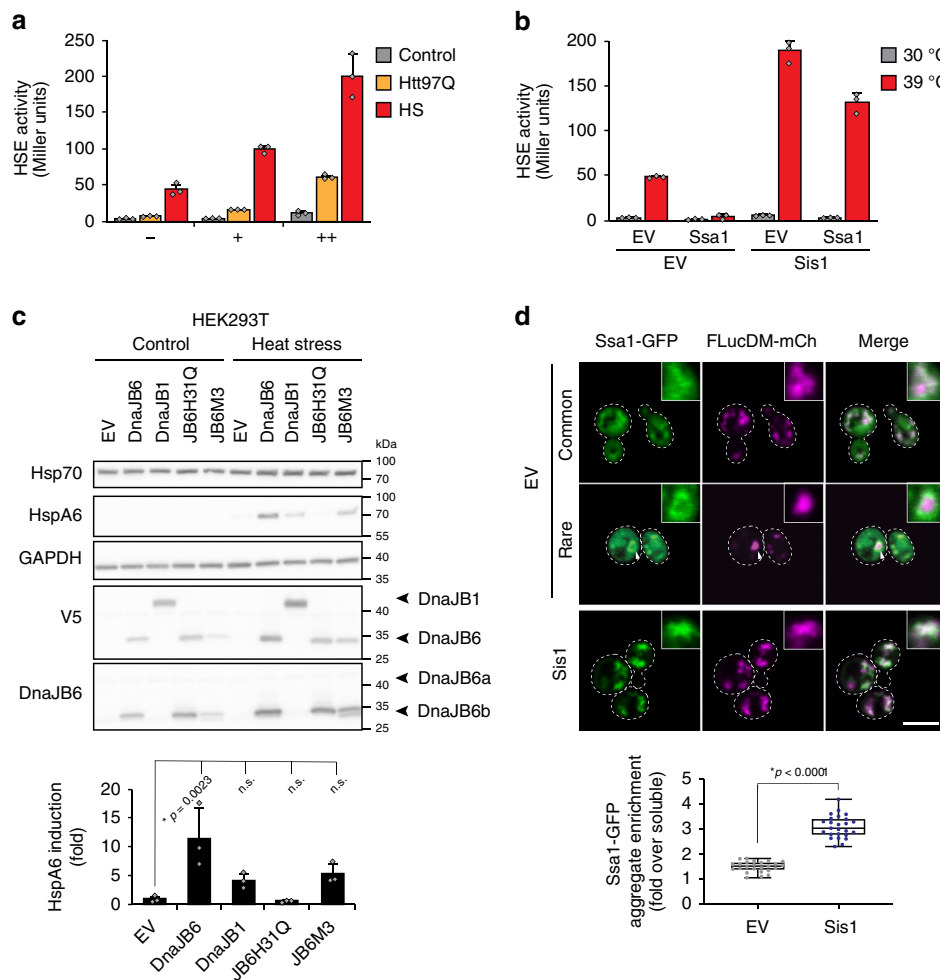 a
250
200
150
100
50
0
HSE activity
(Miller units)
Control
Htt97Q
HS
–
+
++
b
200
150
100
50
0
HSE activity
(Miller units)
30 °C
39 °C
EV
Ssa1
EV
Ssa1
EV
Sis1
c
HEK293T
Control
Heat stress
EV
DnaJB6
DnaJB1
JB6H31Q
JB6M3
EV
DnaJB6
DnaJB1
JB6H31Q
JB6M3
kDa
Hsp70
100
70
HspA6
100
70
55
GAPDH
40
35
V5
40
35
25
DnaJB1
DnaJB6
DnaJB6
40
35
25
DnaJB6a
DnaJB6b
HspA6 induction
(fold)
20
15
10
5
0
* p = 0.0023
n.s.
n.s.
n.s.
EV
DnaJB6
DnaJB1
JB6H31Q
JB6M3
d
Ssa1-GFP
FLucDM-mCh
Merge
EV
Common
Rare
Sis1
Ssa1-GFP
aggregate enrichment
(fold over soluble)
5
4
3
2
1
0
*p < 0.0001
EV
Sis1